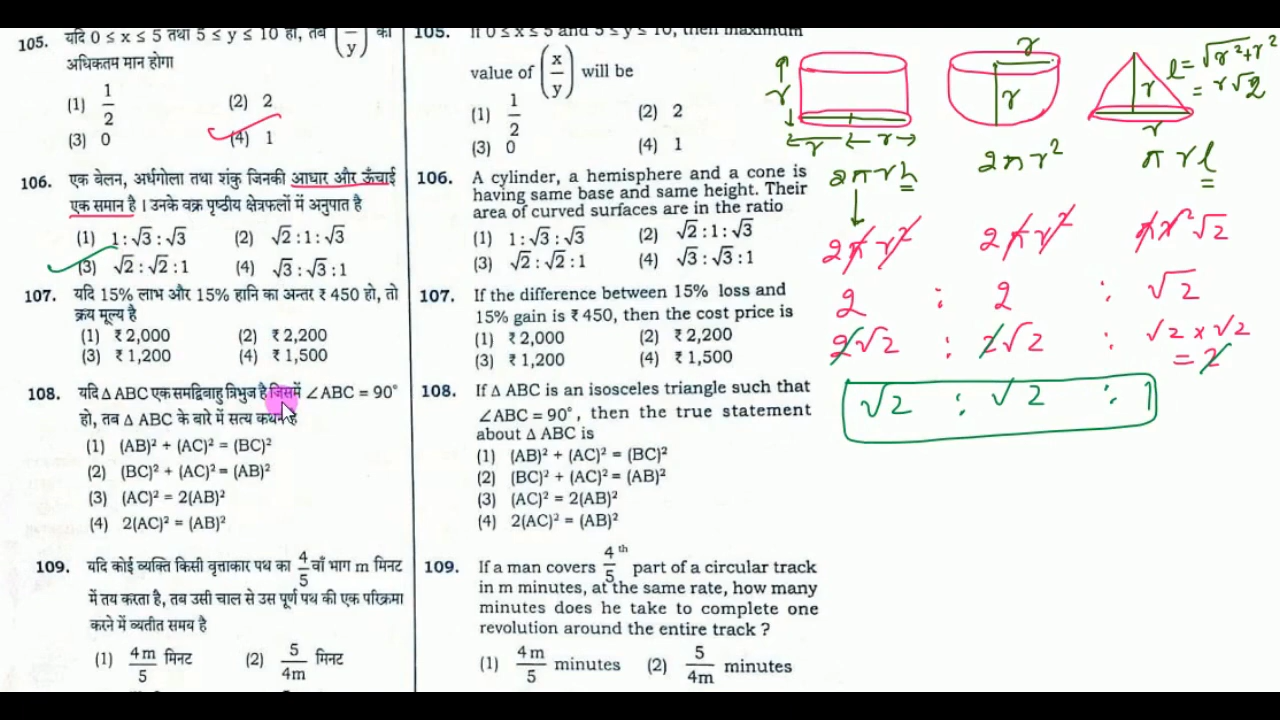 105. यदि 0 ≤ x ≤ 5 तथा 5 ≤ y ≤ 10 हो, तब (x/y) का
अधिकतम मान होगा
(1) 1/2 (2) 2
(3) 0 (4) 1
106. एक बेलन, अर्धगोला तथा शंकु जिनकी आधार और ऊँचाई
एक समान है । उनके वक्र पृष्ठीय क्षेत्रफलों में अनुपात है
(1) 1 : √3 : √3 (2) √2 : 1 : √3
(3) √2 : √2 : 1 (4) √3 : √3 : 1
107. यदि 15% लाभ और 15% हानि का अन्तर ₹ 450 हो, तो
क्रय मूल्य है
(1) ₹ 2,000 (2) ₹ 2,200
(3) ₹ 1,200 (4) ₹ 1,500
108. यदि Δ ABC एक समद्विबाहु त्रिभुज है जिसमें ∠ABC = 90°
हो, तब Δ ABC के बारे में सत्य कथन है
(1) (AB)² + (AC)² = (BC)²
(2) (BC)² + (AC)² = (AB)²
(3) (AC)² = 2(AB)²
(4) 2(AC)² = (AB)²
109. यदि कोई व्यक्ति किसी वृत्ताकार पथ का 4/5 वाँ भाग m मिनट
में तय करता है, तब उसी चाल से उस पूर्ण पथ की एक परिक्रमा
करने में व्यतीत समय है
(1) 4m/5 मिनट (2) 5/4m मिनट
105. If 0 ≤ x ≤ 5 and 5 ≤ y ≤ 10, then maximum
value of (x/y) will be
(1) 1/2 (2) 2
(3) 0 (4) 1
106. A cylinder, a hemisphere and a cone is
having same base and same height. Their
area of curved surfaces are in the ratio
(1) 1 : √3 : √3 (2) √2 : 1 : √3
(3) √2 : √2 : 1 (4) √3 : √3 : 1
107. If the difference between 15% loss and
15% gain is ₹ 450, then the cost price is
(1) ₹ 2,000 (2) ₹ 2,200
(3) ₹ 1,200 (4) ₹ 1,500
108. If Δ ABC is an isosceles triangle such that
∠ABC = 90°, then the true statement
about Δ ABC is
(1) (AB)² + (AC)² = (BC)²
(2) (BC)² + (AC)² = (AB)²
(3) (AC)² = 2(AB)²
(4) 2(AC)² = (AB)²
109. If a man covers 4/5 th part of a circular track
in m minutes, at the same rate, how many
minutes does he take to complete one
revolution around the entire track ?
(1) 4m/5 minutes (2) 5/4m minutes
r r r
r r r r
l = √r²+r²
= r√2
2πrh 2πr² πrl
2πr² 2πr² πr²√2
2 : 2 : √2
2√2 : 2√2 : √2 × √2
= 2
√2 : √2 : 1